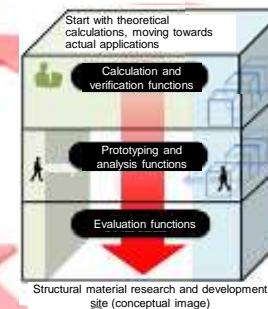 Start with theoretical
calculations, moving towards
actual applications
Calculation and
verification functions
Prototyping and
analysis functions
Evaluation functions
Structural material research and development
site (conceptual image)